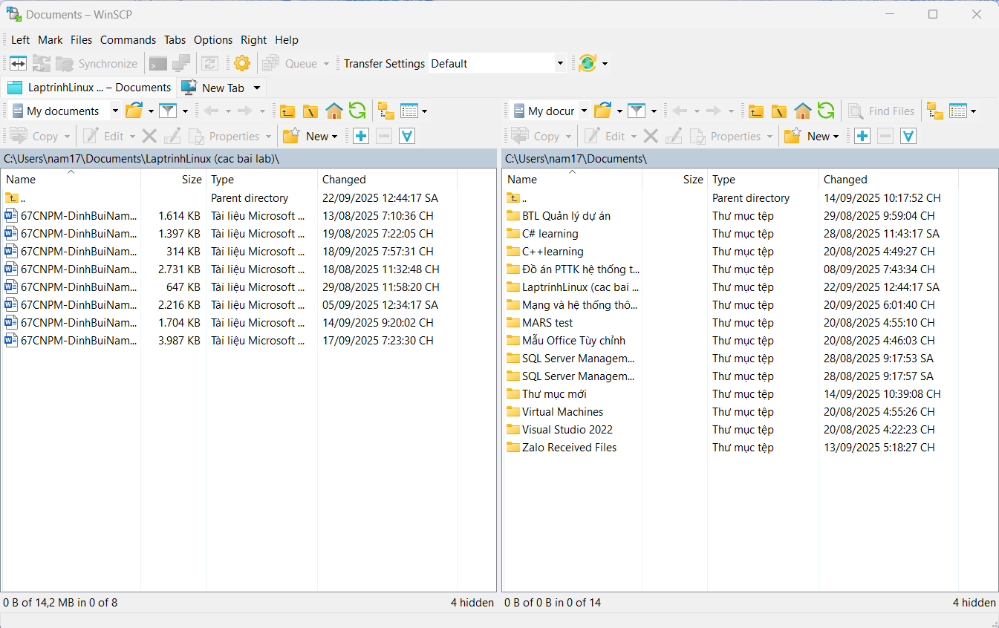 Documents – WinSCP
Left Mark Files Commands Tabs Options Right Help
Synchronize Queue Transfer Settings Default
LaptrinhLinux ... – Documents New Tab
My documents
My docur Find Files
Copy Edit Properties New
Copy Edit Properties New
C:\Users\nam17\Documents\LaptrinhLinux (cac bai lab)\
Name Size Type Changed
.. Parent directory 22/09/2025 12:44:17 SA
67CNPM-DinhBuiNam... 1.614 KB Tài liệu Microsoft ... 13/08/2025 7:10:36 CH
67CNPM-DinhBuiNam... 1.397 KB Tài liệu Microsoft ... 19/08/2025 7:22:05 CH
67CNPM-DinhBuiNam... 314 KB Tài liệu Microsoft ... 18/09/2025 7:57:31 CH
67CNPM-DinhBuiNam... 2.731 KB Tài liệu Microsoft ... 18/08/2025 11:32:48 CH
67CNPM-DinhBuiNam... 647 KB Tài liệu Microsoft ... 29/08/2025 11:58:20 CH
67CNPM-DinhBuiNam... 2.216 KB Tài liệu Microsoft ... 05/09/2025 12:34:17 SA
67CNPM-DinhBuiNam... 1.704 KB Tài liệu Microsoft ... 14/09/2025 9:20:02 CH
67CNPM-DinhBuiNam... 3.987 KB Tài liệu Microsoft ... 17/09/2025 7:23:30 CH
0 B of 14,2 MB in 0 of 8 4 hidden
C:\Users\nam17\Documents\
Name Size Type Changed
.. Parent directory 14/09/2025 10:17:52 CH
BTL Quản lý dự án Thư mục tệp 29/08/2025 9:59:04 CH
C# learning Thư mục tệp 28/08/2025 11:43:17 SA
C++learning Thư mục tệp 20/08/2025 4:49:27 CH
Đồ án PTTK hệ thống t... Thư mục tệp 08/09/2025 7:43:34 CH
LaptrinhLinux (cac bai ... Thư mục tệp 22/09/2025 12:44:17 SA
Mạng và hệ thống thô... Thư mục tệp 20/09/2025 6:01:40 CH
MARS test Thư mục tệp 20/08/2025 4:55:10 CH
Mẫu Office Tùy chỉnh Thư mục tệp 20/08/2025 4:46:03 CH
SQL Server Managem... Thư mục tệp 28/08/2025 9:17:53 SA
SQL Server Managem... Thư mục tệp 28/08/2025 9:17:57 SA
Thư mục mới Thư mục tệp 14/09/2025 10:39:08 CH
Virtual Machines Thư mục tệp 20/08/2025 4:55:26 CH
Visual Studio 2022 Thư mục tệp 20/08/2025 4:22:23 CH
Zalo Received Files Thư mục tệp 13/09/2025 5:18:27 CH
0 B of 0 B in 0 of 14 4 hidden